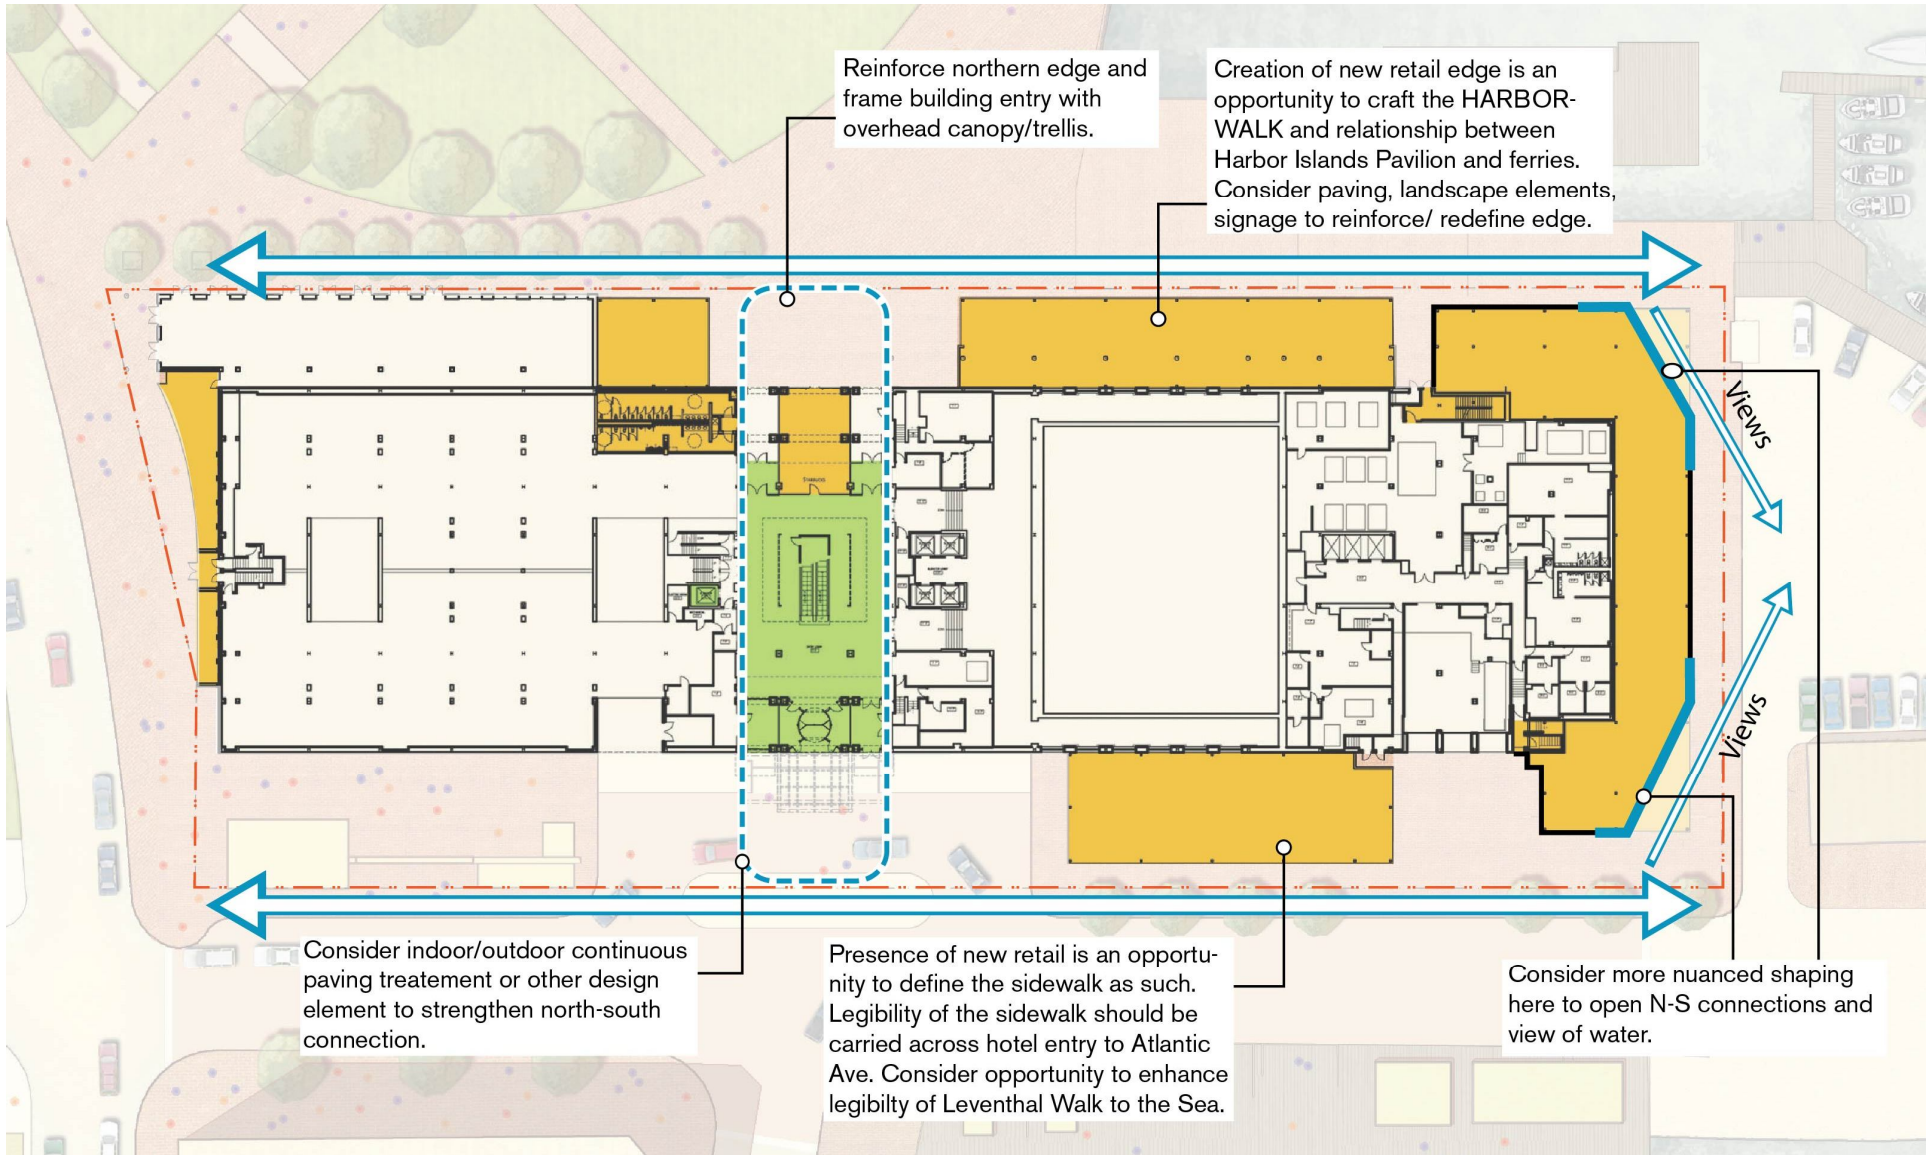 Reinforce northern edge and
frame building entry with
overhead canopy/trellis.
Creation of new retail edge is an
opportunity to craft the HARBOR-
WALK and relationship between
Harbor Islands Pavilion and ferries.
Consider paving, landscape elements,
signage to reinforce/ redefine edge.
Views
Views
Consider indoor/outdoor continuous
paving treatement or other design
element to strengthen north-south
connection.
Presence of new retail is an opportu-
nity to define the sidewalk as such.
Legibility of the sidewalk should be
carried across hotel entry to Atlantic
Ave. Consider opportunity to enhance
legibilty of Leventhal Walk to the Sea.
Consider more nuanced shaping
here to open N-S connections and
view of water.